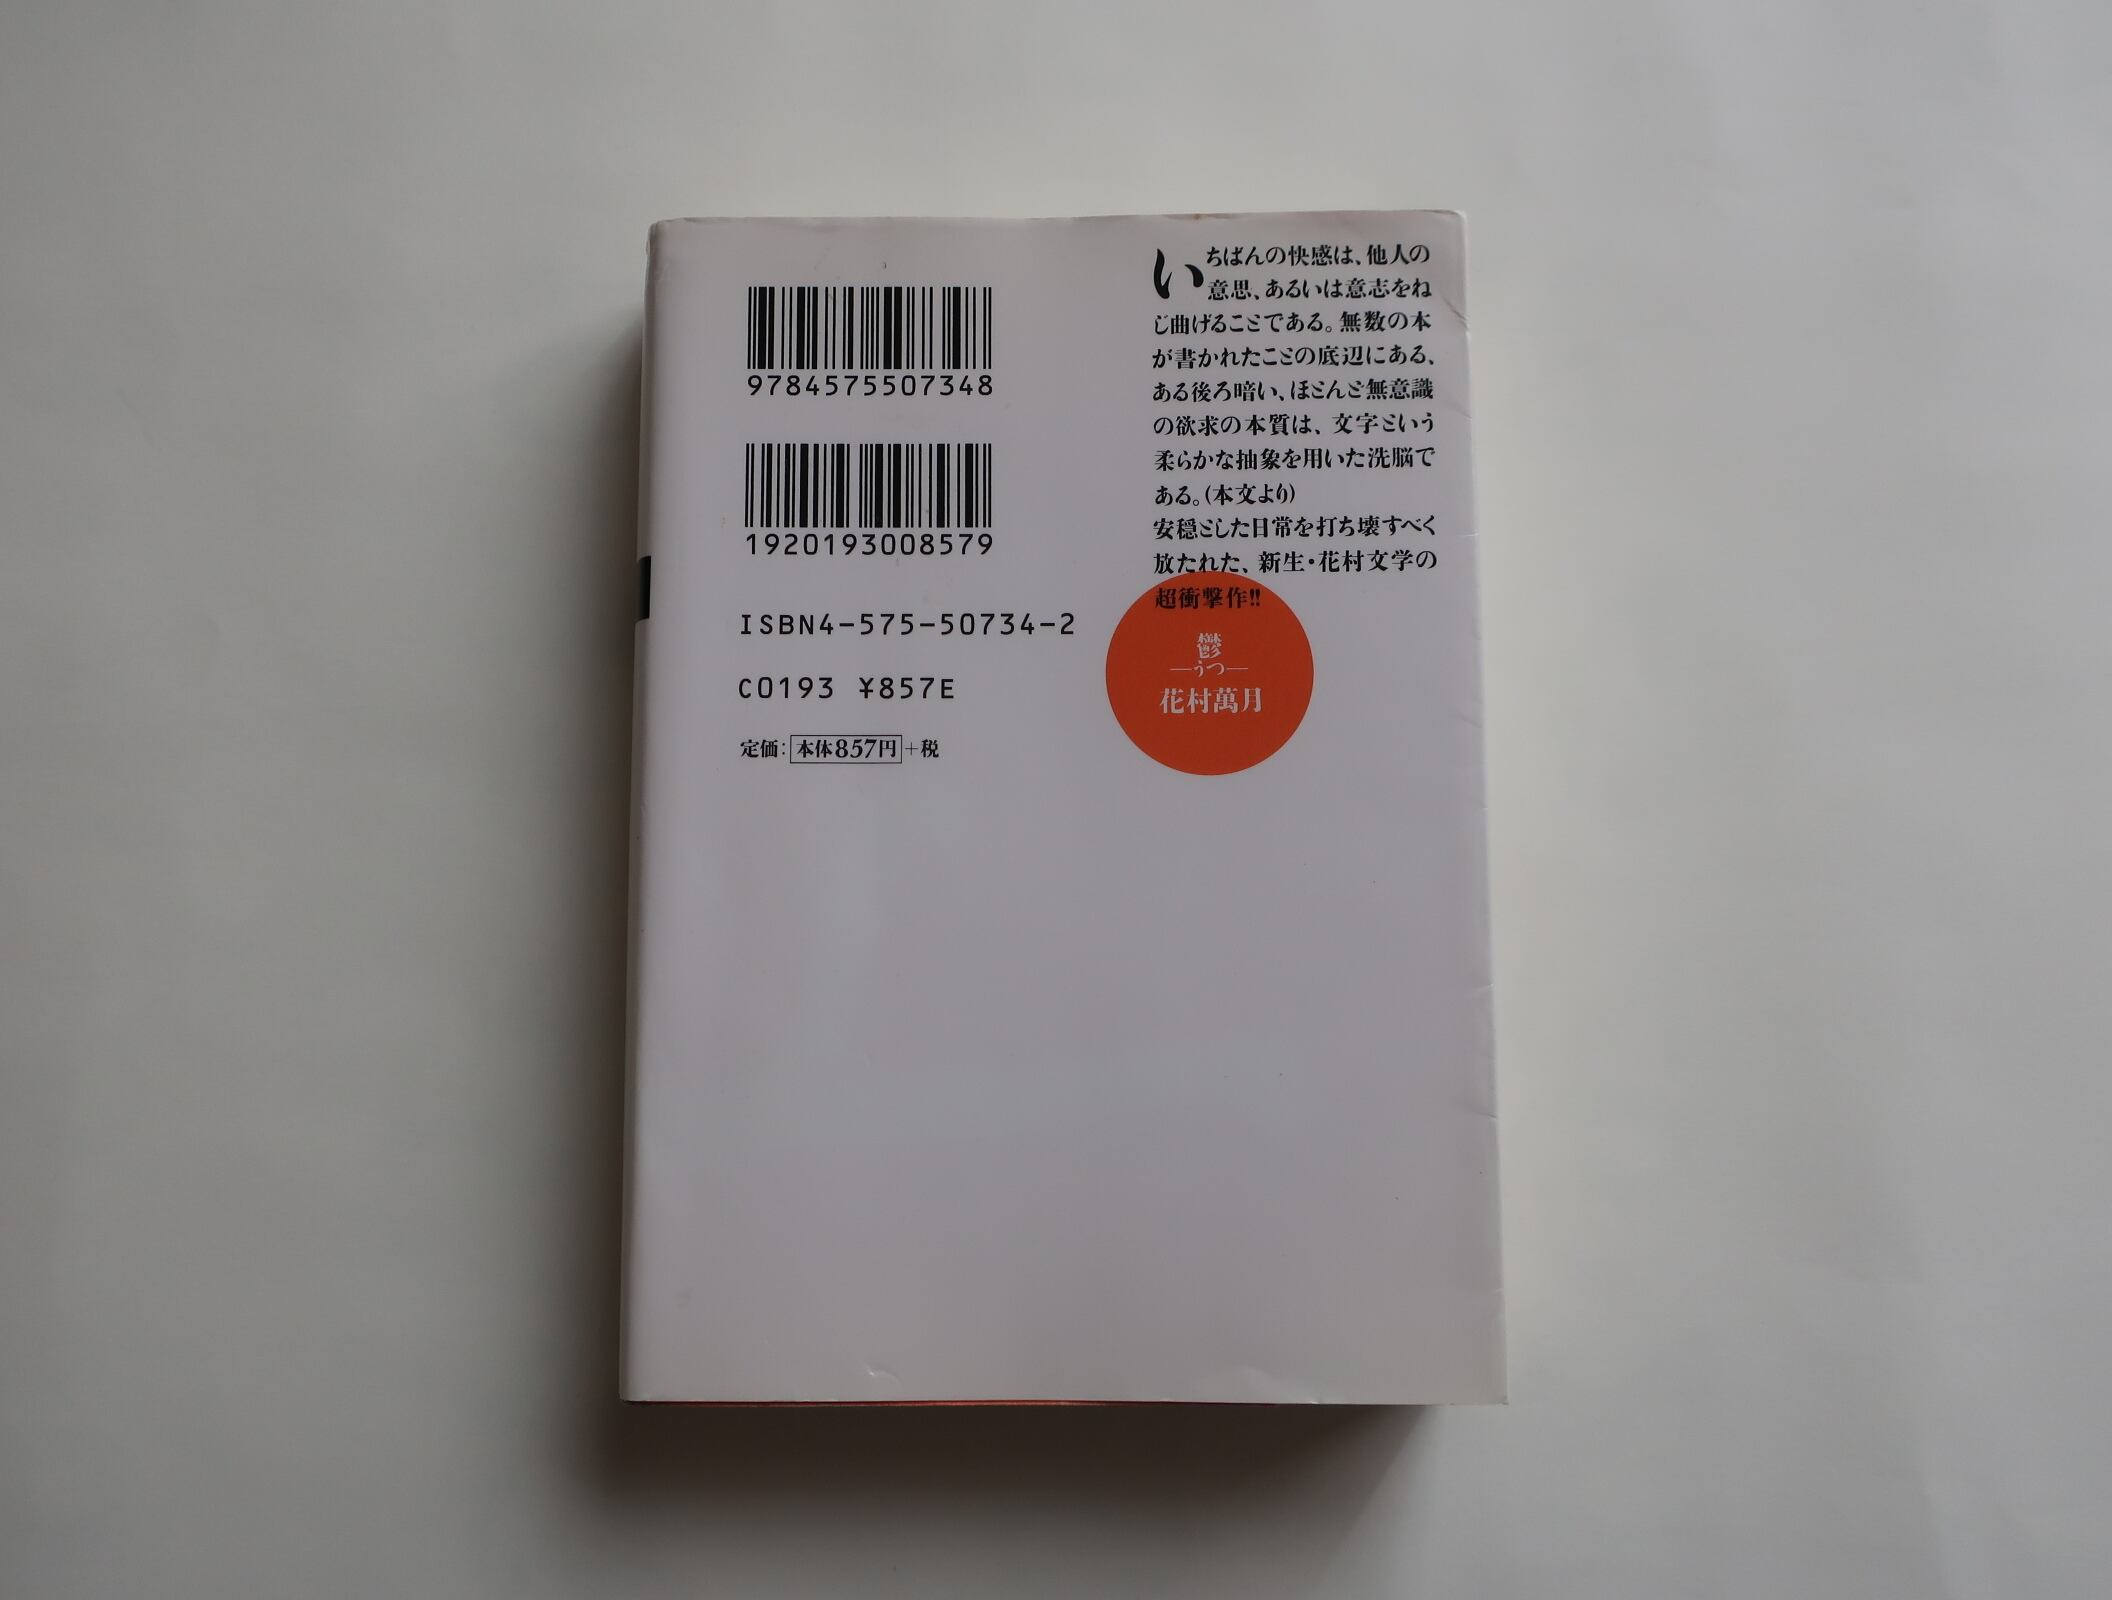 9784575507348
1920193008579
ISBN4-575-50734-2
C0193 ¥857E
定価:本体857円+税
いちばんの快感は、他人の
意思、あるいは意志をね
じ曲げることである。無数の本
が書かれたことの底辺にある、
ある後ろ暗い、ほとんど無意識
の欲求の本質は、文字という
柔らかな抽象を用いた洗脳で
ある。(本文より)
安穏とした日常を打ち壊すべく
放たれた、新生・花村文学の
超衝撃作!!
鬱
—うつ—
花村萬月